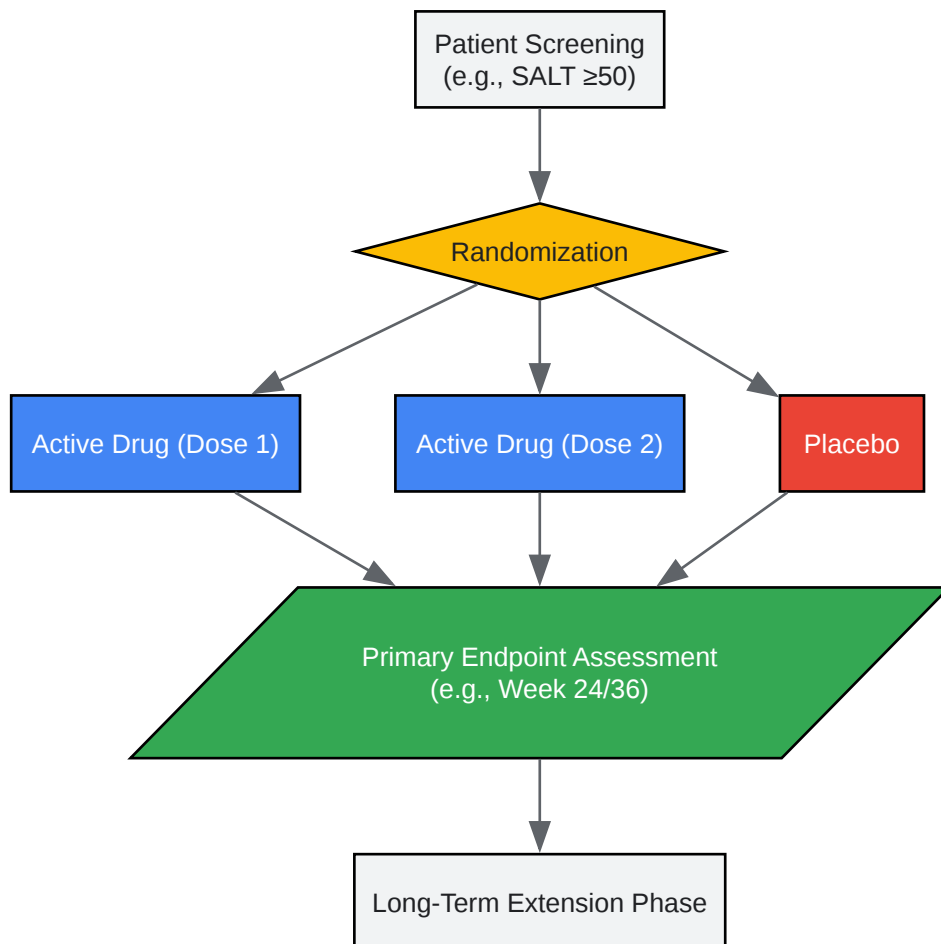 Patient Screening
(e.g., SALT ≥50)
Randomization
Active Drug (Dose 1)
Active Drug (Dose 2)
Placebo
Primary Endpoint Assessment
(e.g., Week 24/36)
Long-Term Extension Phase